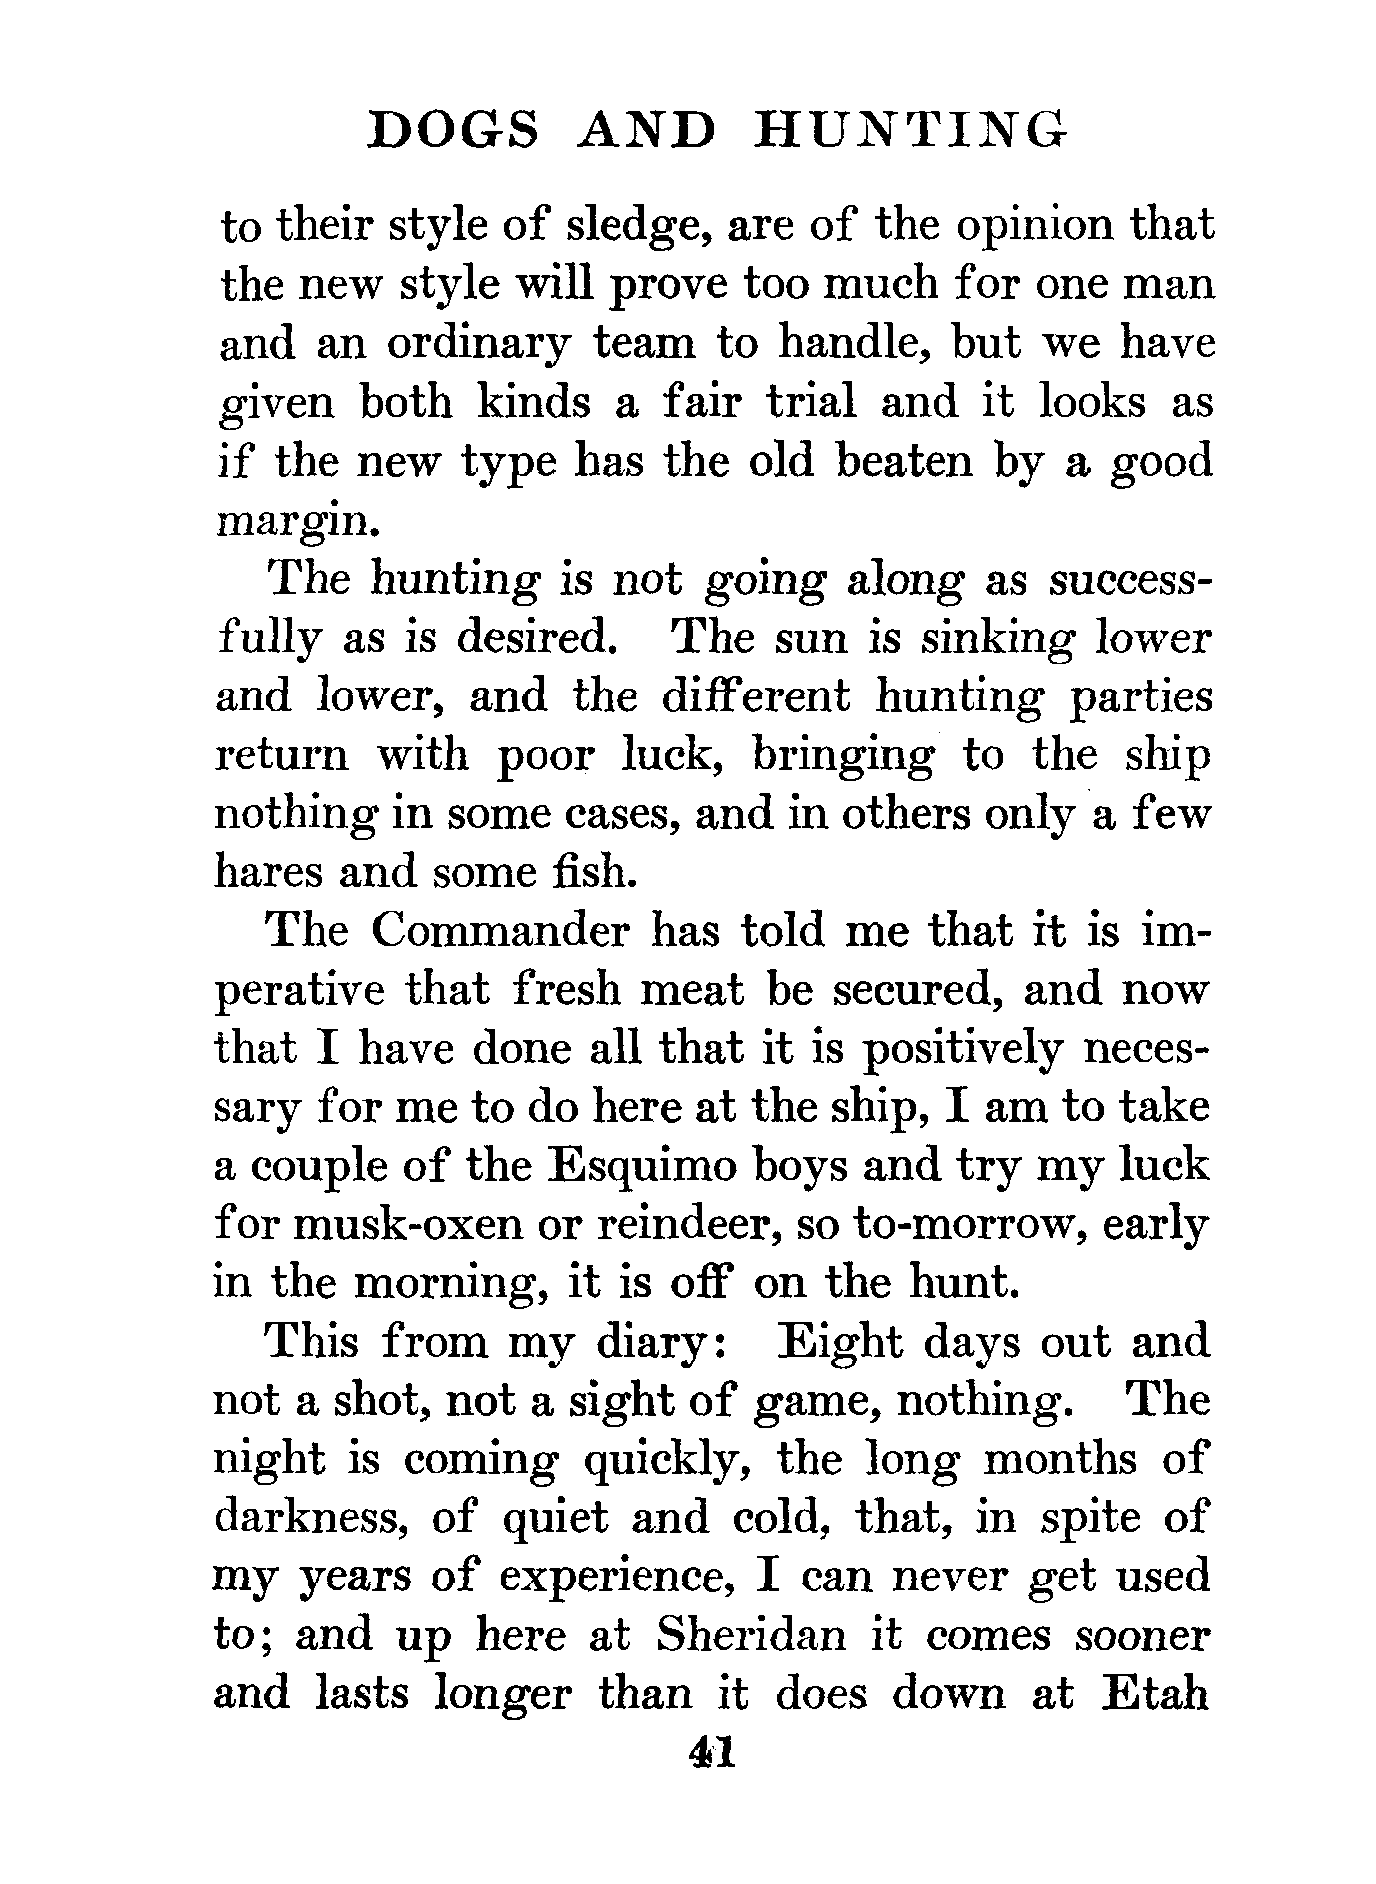 DOGS AND HUNTING
to their style of sledge, are of the opinion that
the new style will prove too much for one man
and an ordinary team to handle, but we have
given both kinds a fair trial and it looks as
if the new type has the old beaten by a good
margin.
The hunting is not going along as success-
fully as is desired. The sun is sinking lower
and lower, and the different hunting parties
return with poor luck, bringing to the ship
nothing in some cases, and in others only a few
hares and some fish.
The Commander has told me that it is im-
perative that fresh meat be secured, and now
that I have done all that it is positively neces-
sary for me to do here at the ship, I am to take
a couple of the Esquimo boys and try my luck
for musk-oxen or reindeer, so to-morrow, early
in the morning, it is off on the hunt.
This from my diary: Eight days out and
not a shot, not a sight of game, nothing. The
night is coming quickly, the long months of
darkness, of quiet and cold, that, in spite of
my years of experience, I can never get used
to; and up here at Sheridan it comes sooner
and lasts longer than it does down at Etah
41